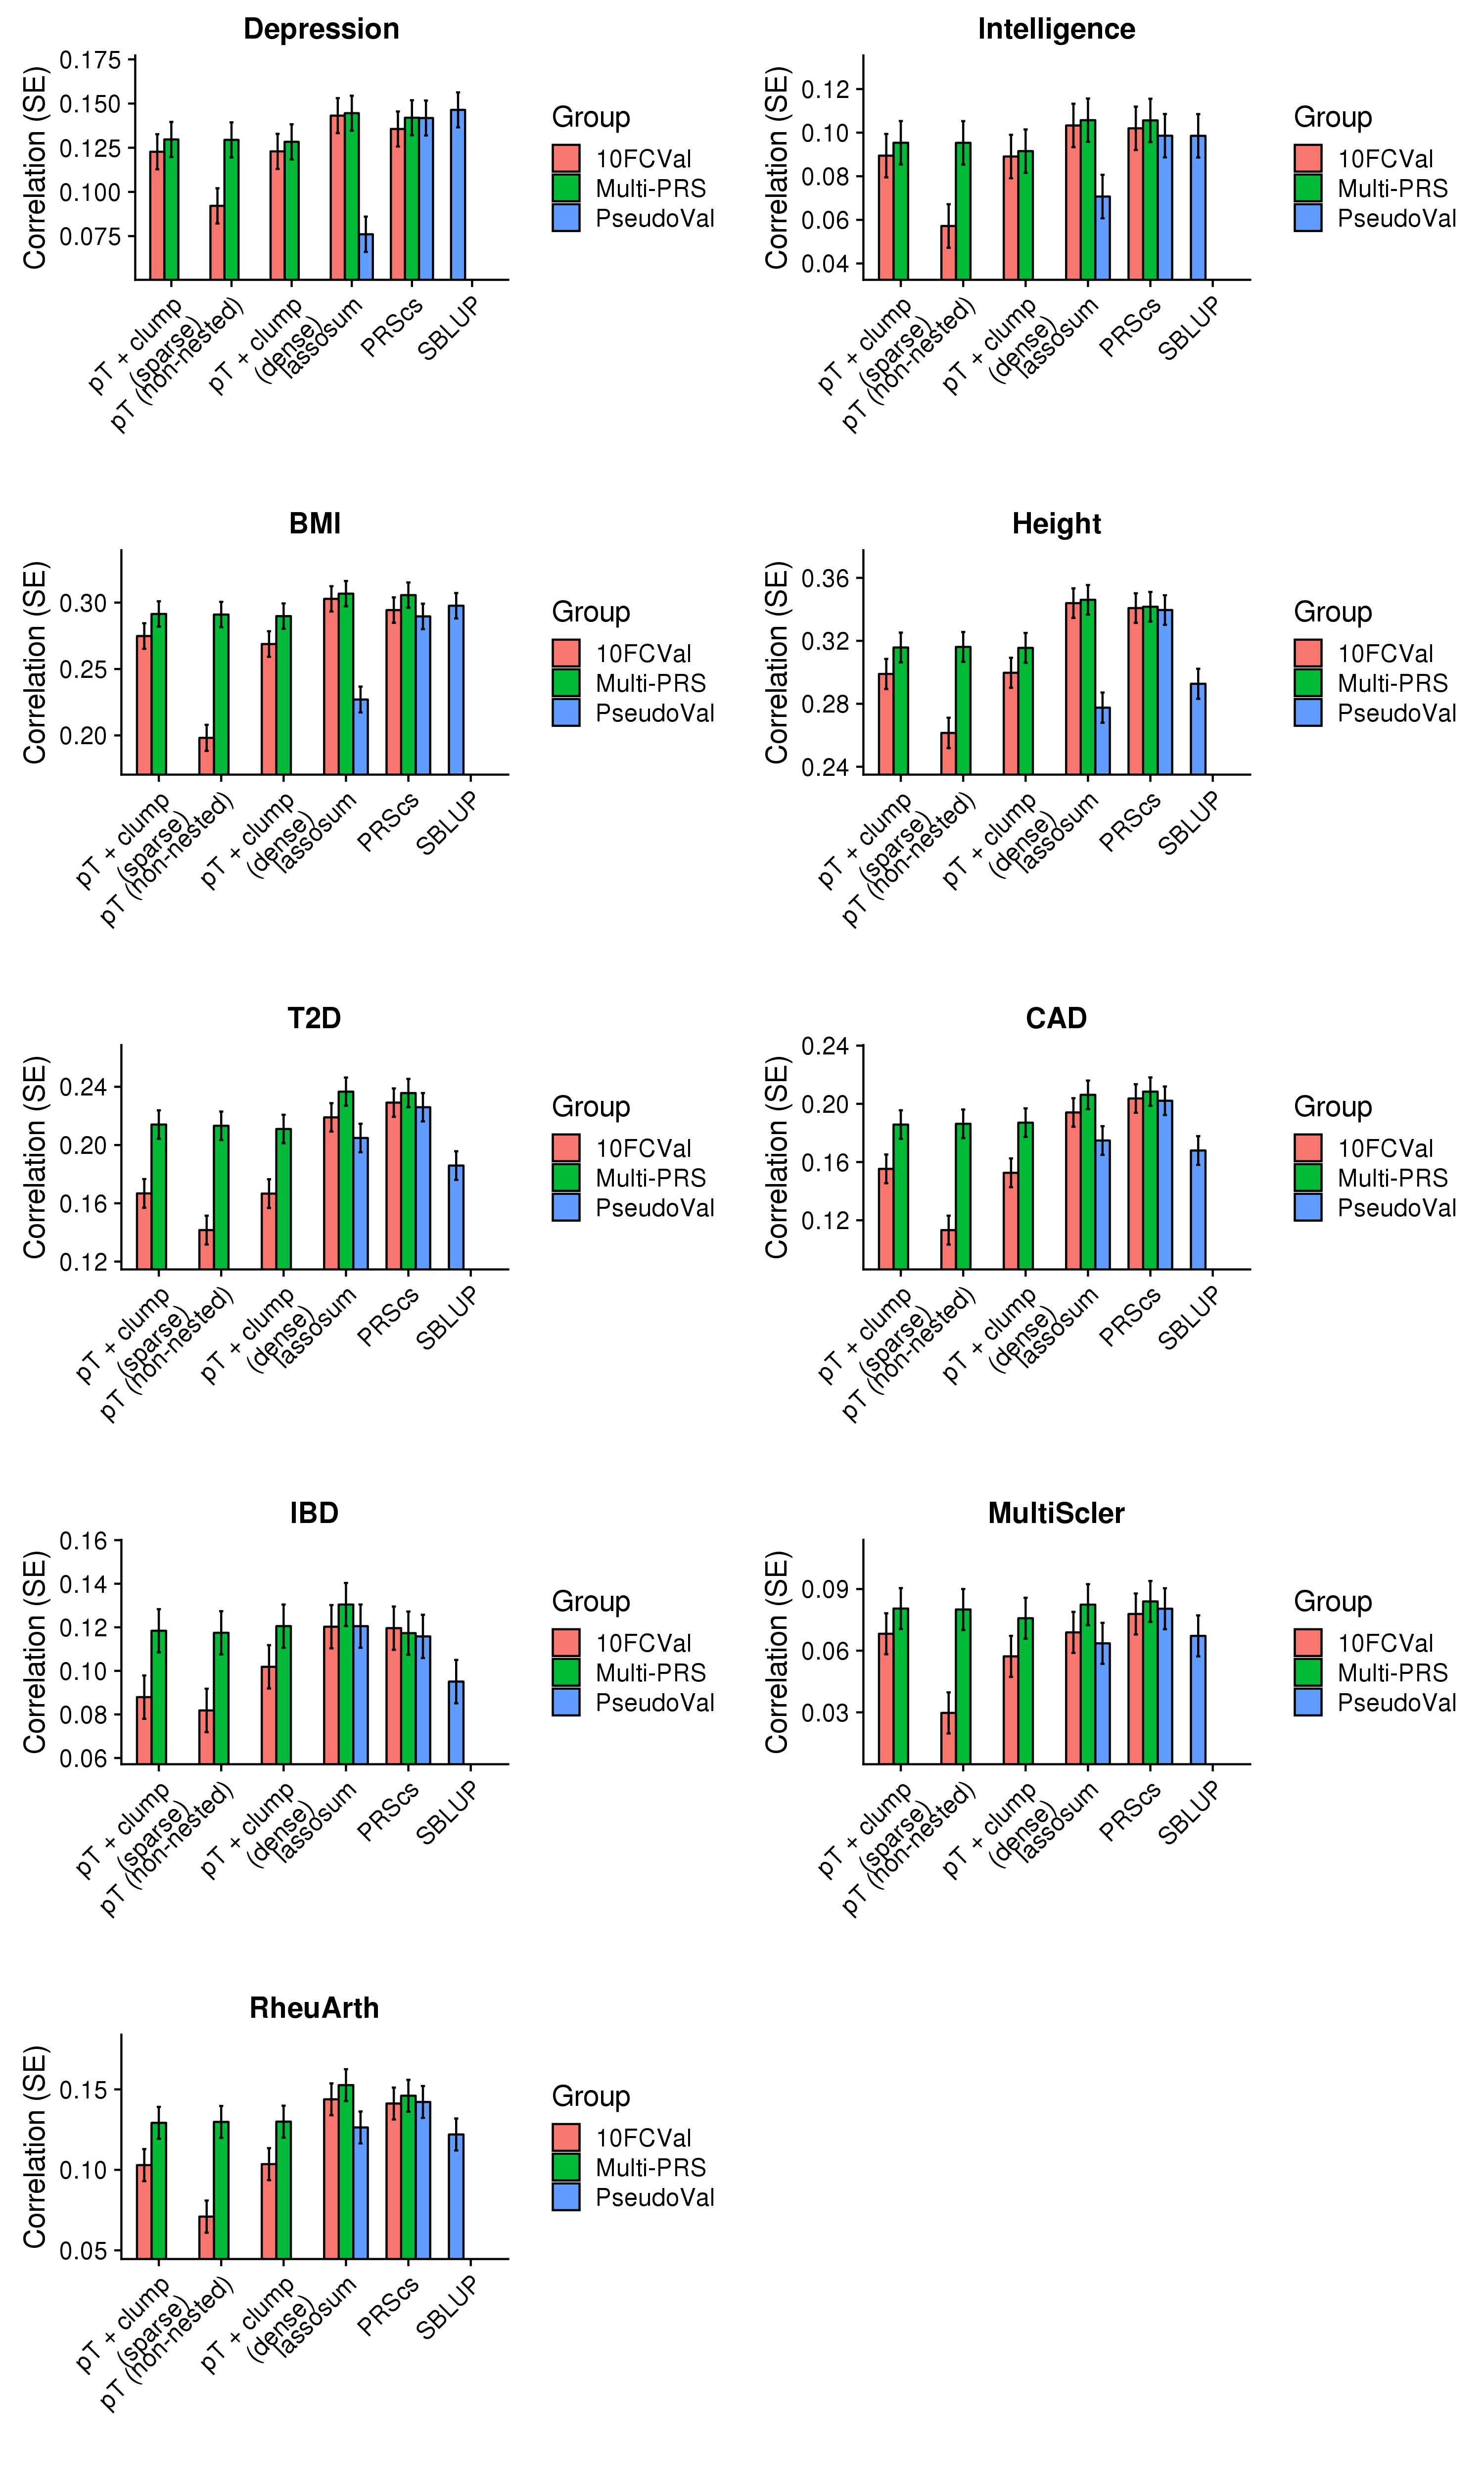 Depression
Correlation (SE)
0.175
0.150
0.125
0.100
0.075
pT + clump
(sparse)
pT (non-nested)
pT + clump
(dense)
lassosum
PRScs
SBLUP
Group
10FCVal
Multi-PRS
PseudoVal
Intelligence
Correlation (SE)
0.12
0.10
0.08
0.06
0.04
pT + clump
(sparse)
pT (non-nested)
pT + clump
(dense)
lassosum
PRScs
SBLUP
Group
10FCVal
Multi-PRS
PseudoVal
BMI
Correlation (SE)
0.30
0.25
0.20
pT + clump
(sparse)
pT (non-nested)
pT + clump
(dense)
lassosum
PRScs
SBLUP
Group
10FCVal
Multi-PRS
PseudoVal
Height
Correlation (SE)
0.36
0.32
0.28
0.24
pT + clump
(sparse)
pT (non-nested)
pT + clump
(dense)
lassosum
PRScs
SBLUP
Group
10FCVal
Multi-PRS
PseudoVal
T2D
Correlation (SE)
0.24
0.20
0.16
0.12
pT + clump
(sparse)
pT (non-nested)
pT + clump
(dense)
lassosum
PRScs
SBLUP
Group
10FCVal
Multi-PRS
PseudoVal
CAD
Correlation (SE)
0.24
0.20
0.16
0.12
pT + clump
(sparse)
pT (non-nested)
pT + clump
(dense)
lassosum
PRScs
SBLUP
Group
10FCVal
Multi-PRS
PseudoVal
IBD
Correlation (SE)
0.16
0.14
0.12
0.10
0.08
0.06
pT + clump
(sparse)
pT (non-nested)
pT + clump
(dense)
lassosum
PRScs
SBLUP
Group
10FCVal
Multi-PRS
PseudoVal
MultiScler
Correlation (SE)
0.09
0.06
0.03
pT + clump
(sparse)
pT (non-nested)
pT + clump
(dense)
lassosum
PRScs
SBLUP
Group
10FCVal
Multi-PRS
PseudoVal
RheuArth
Correlation (SE)
0.15
0.10
0.05
pT + clump
(sparse)
pT (non-nested)
pT + clump
(dense)
lassosum
PRScs
SBLUP
Group
10FCVal
Multi-PRS
PseudoVal